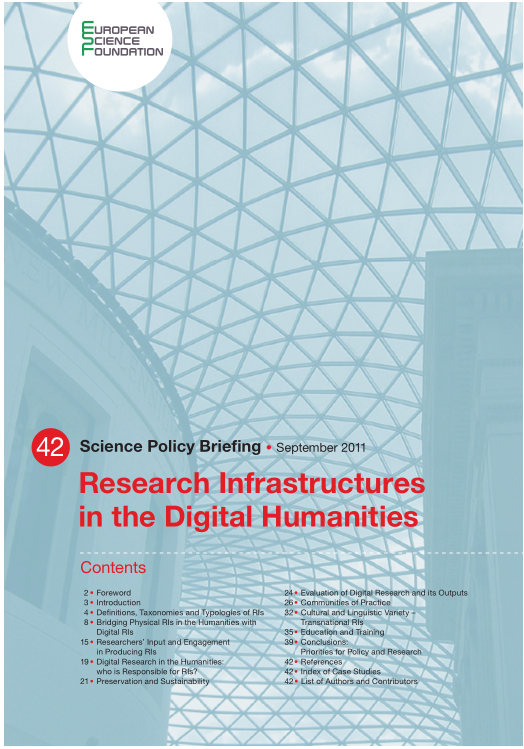 EUROPEAN
SCIENCE
FOUNDATION
42 Science Policy Briefing • September 2011
Research Infrastructures
in the Digital Humanities
Contents
2 • Foreword
3 • Introduction
4 • Definitions, Taxonomies and Typologies of RIs
8 • Bridging Physical RIs in the Humanities with
Digital RIs
15 • Researchers’ Input and Engagement
in Producing RIs
19 • Digital Research in the Humanities:
who is Responsible for RIs?
21 • Preservation and Sustainability
24 • Evaluation of Digital Research and its Outputs
26 • Communities of Practice
32 • Cultural and Linguistic Variety –
Transnational RIs
35 • Education and Training
39 • Conclusions:
Priorities for Policy and Research
42 • References
42 • Index of Case Studies
42 • List of Authors and Contributors